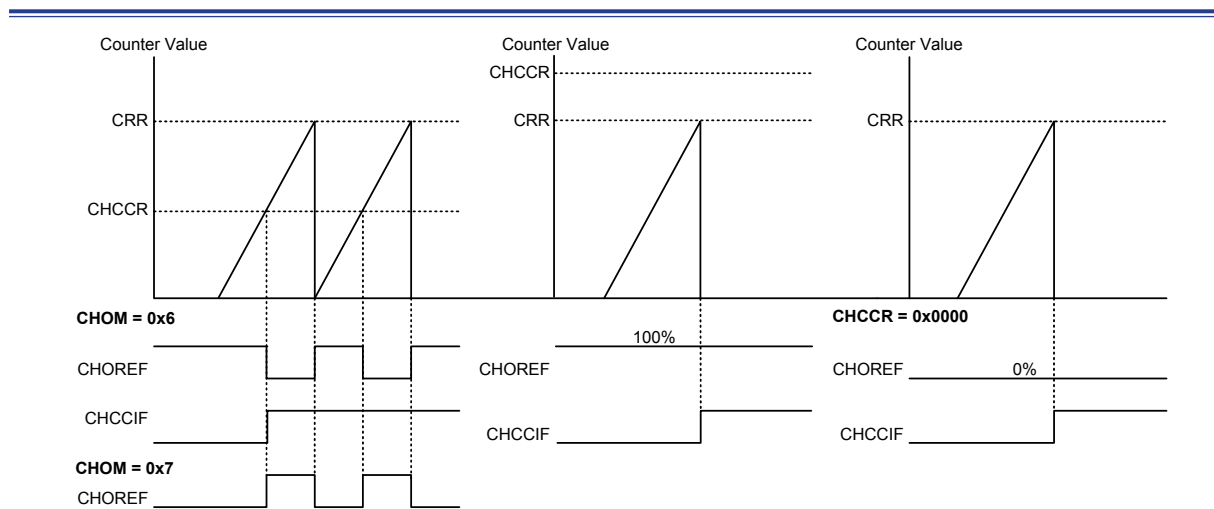 Counter Value
CRR
CHCCR
CHOM = 0x6
CHOREF
CHCCIF
CHOM = 0x7
CHOREF
Counter Value
CHCCR
CRR
100%
CHOREF
CHCCIF
Counter Value
CRR
CHCCR = 0x0000
CHOREF
0%
CHCCIF